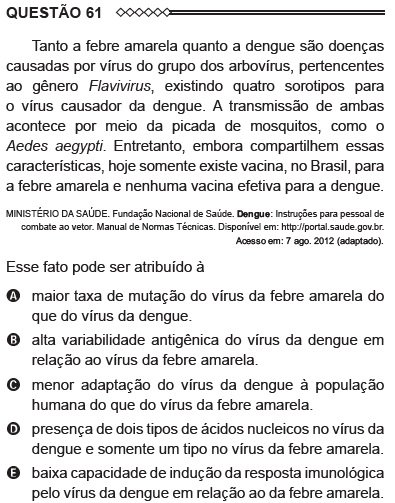 QUESTÃO 61
Tanto a febre amarela quanto a dengue são doenças
causadas por vírus do grupo dos arbovírus, pertencentes
ao gênero Flavivirus, existindo quatro sorotipos para
o vírus causador da dengue. A transmissão de ambas
acontece por meio da picada de mosquitos, como o
Aedes aegypti. Entretanto, embora compartilhem essas
características, hoje somente existe vacina, no Brasil, para
a febre amarela e nenhuma vacina efetiva para a dengue.
MINISTÉRIO DA SAÚDE. Fundação Nacional de Saúde. Dengue: Instruções para pessoal de
combate ao vetor. Manual de Normas Técnicas. Disponível em: http://portal.saude.gov.br.
Acesso em: 7 ago. 2012 (adaptado).
Esse fato pode ser atribuído à
A maior taxa de mutação do vírus da febre amarela do
que do vírus da dengue.
B alta variabilidade antigênica do vírus da dengue em
relação ao vírus da febre amarela.
C menor adaptação do vírus da dengue à população
humana do que do vírus da febre amarela.
D presença de dois tipos de ácidos nucleicos no vírus da
dengue e somente um tipo no vírus da febre amarela.
E baixa capacidade de indução da resposta imunológica
pelo vírus da dengue em relação ao da febre amarela.